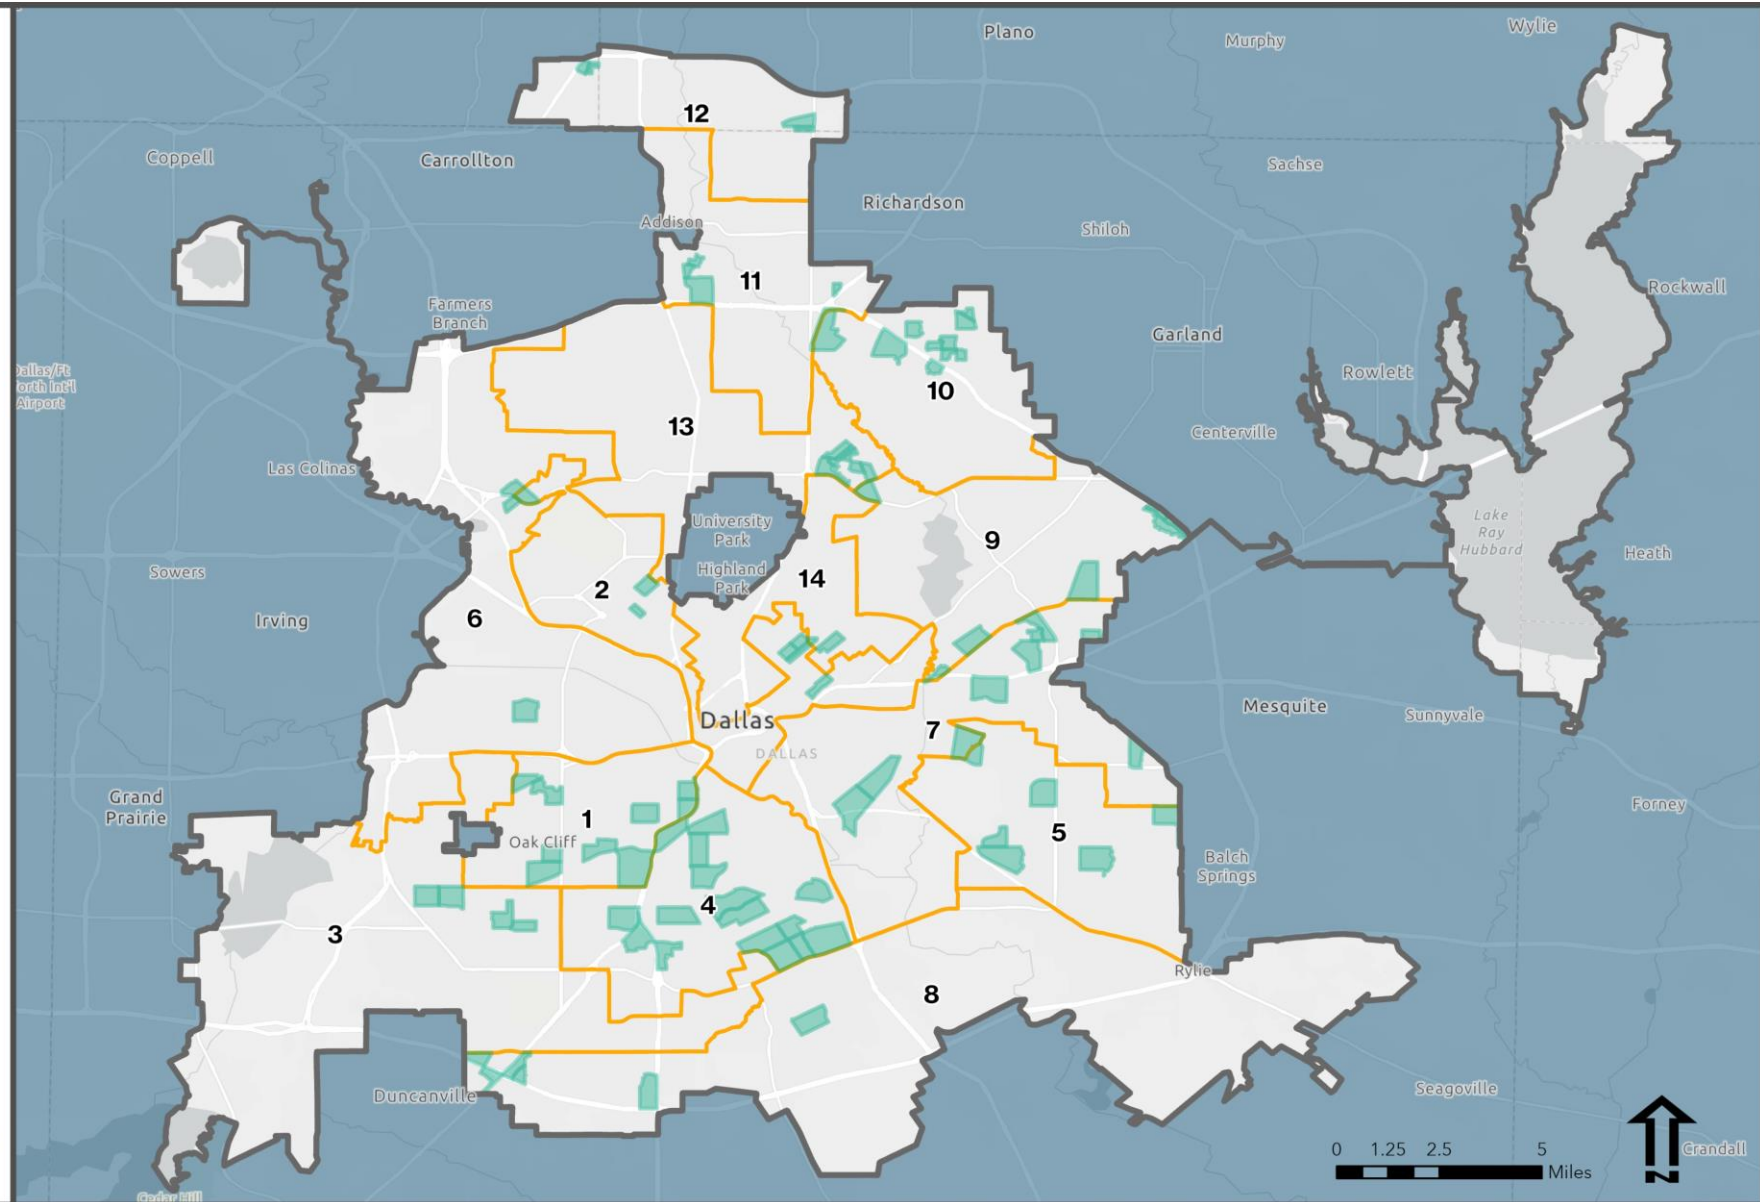 Plano
Wylie
Murphy
12
Coppell
Carrollton
Sachse
Richardson
Addison
Shiloh
11
Rockwall
Farmers
Branch
Garland
Dallas/Ft
orth Int'l
Airport
Rowlett
10
13
Centerville
Las Colinas
University
Park
Lake
Ray
Hubbard
9
Heath
Sowers
Highland
Park
14
2
6
Irving
Dallas
Mesquite
Sunnyvale
7
DALLAS
Grand
Prairie
Forney
1
Oak Cliff
5
Balch
Springs
4
3
Rylie
8
Duncanville
Seagoville
Crandall
0 1.25 2.5 5
Miles
N
Cedar Hill